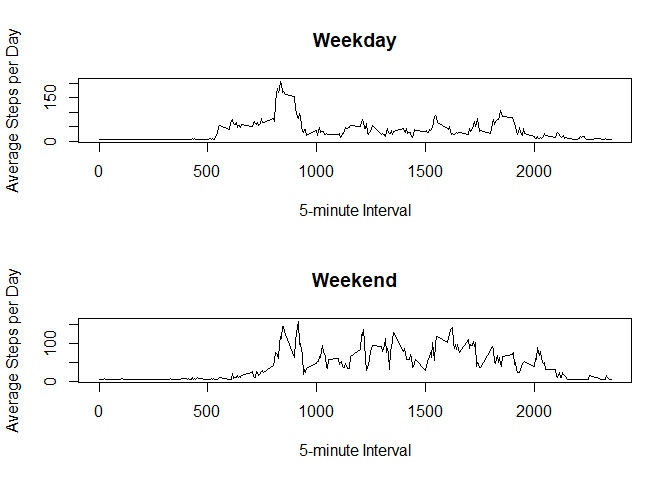 Weekday
Average Steps per Day
150
0
0 500 1000 1500 2000
5-minute Interval
Weekend
Average Steps per Day
100
0
0 500 1000 1500 2000
5-minute Interval